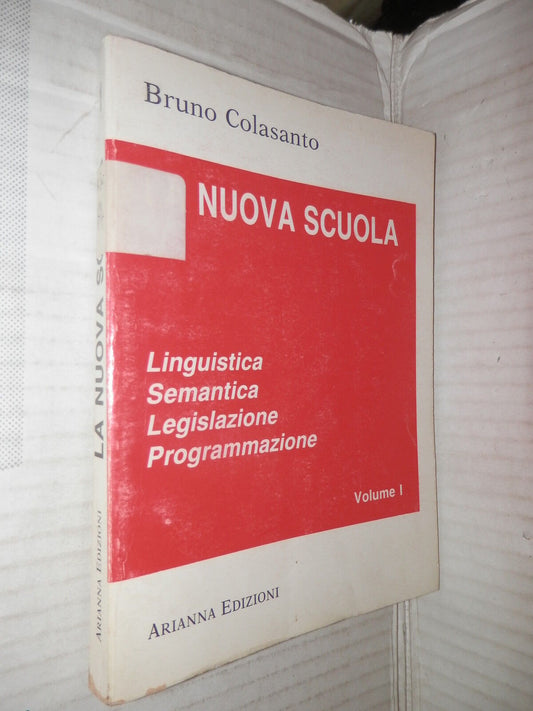 Bruno Colasanto
NUOVA SCUOLA
Linguistica
Semantica
Legislazione
Programmazione
Volume I
ARIANNA EDIZIONI
LA NUOVA SC
ARIANNA EDIZIONI